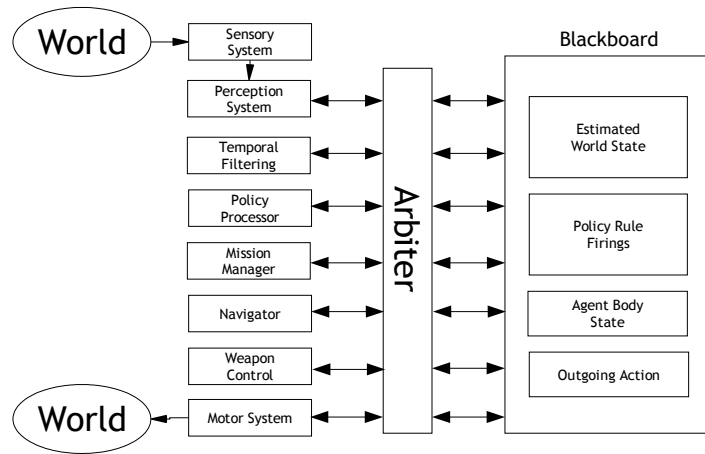 World
Sensory
System
Blackboard
Perception
System
Temporal
Filtering
Policy
Processor
Mission
Manager
Navigator
Weapon
Control
World
Motor System
Arbiter
Estimated
World State
Policy Rule
Firings
Agent Body
State
Outgoing Action